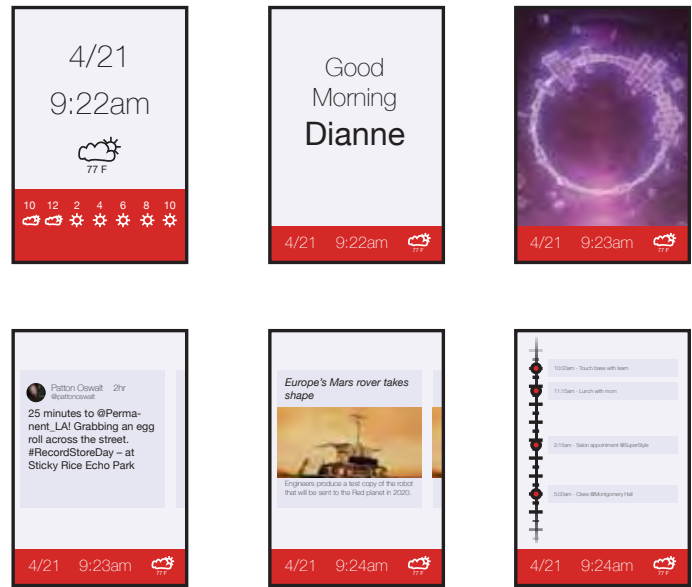 4/21
9:22am
77 F
10 12 2 4 6 8 10
Good
Morning
Dianne
4/21 9:22am
77 F
4/21 9:23am
77 F
Patton Oswalt 2hr
@pattonoswalt
25 minutes to @Perma-
nent_LA! Grabbing an egg
roll across the street.
#RecordStoreDay – at
Sticky Rice Echo Park
4/21 9:23am
77 F
Europe's Mars rover takes
shape
Engineers produce a test copy of the robot
that will be sent to the Red planet in 2020.
4/21 9:24am
77 F
10:00am - Touch base with team
11:15am - Lunch with mom
2:15am - Salon appointment @SuperStyle
5:00am - Class @Montgomery Hall
4/21 9:24am
77 F